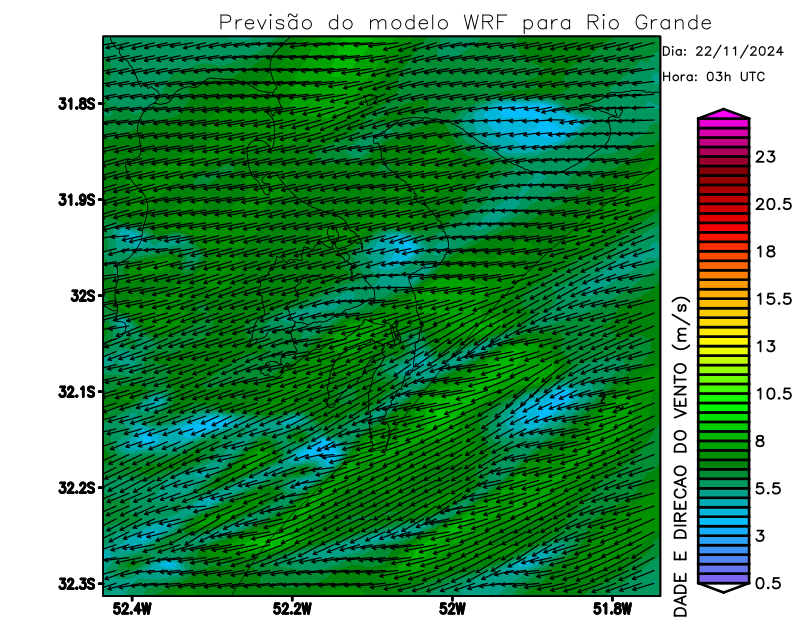 Previsão do modelo WRF para Rio Grande
Dia: 22/11/2024
Hora: 03h UTC
31.8S
31.9S
32S
32.1S
32.2S
32.3S
52.4W
52.2W
52W
51.8W
DADE E DIRECAO DO VENTO (m/s)
23
20.5
18
15.5
13
10.5
8
5.5
3
0.5